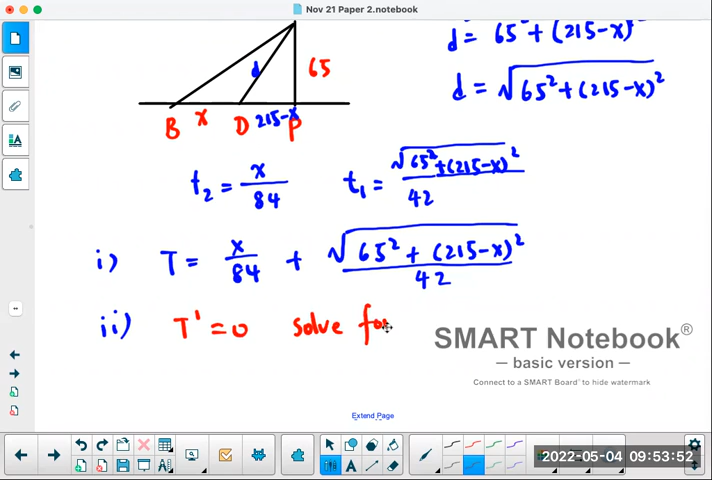 Nov 21 Paper 2.notebook
d = 65² + (215-x)²
d
65
d = √65² + (215-x)²
B x D 215-x P
t₂ = x/84 t₁ = √65² + (215-x)²/42
i) T = x/84 + √65² + (215-x)²/42
ii) T' = 0 solve for
SMART Notebook®
— basic version —
Connect to a SMART Board® to hide watermark
Extend Page
A
2022-05-04 09:53:52